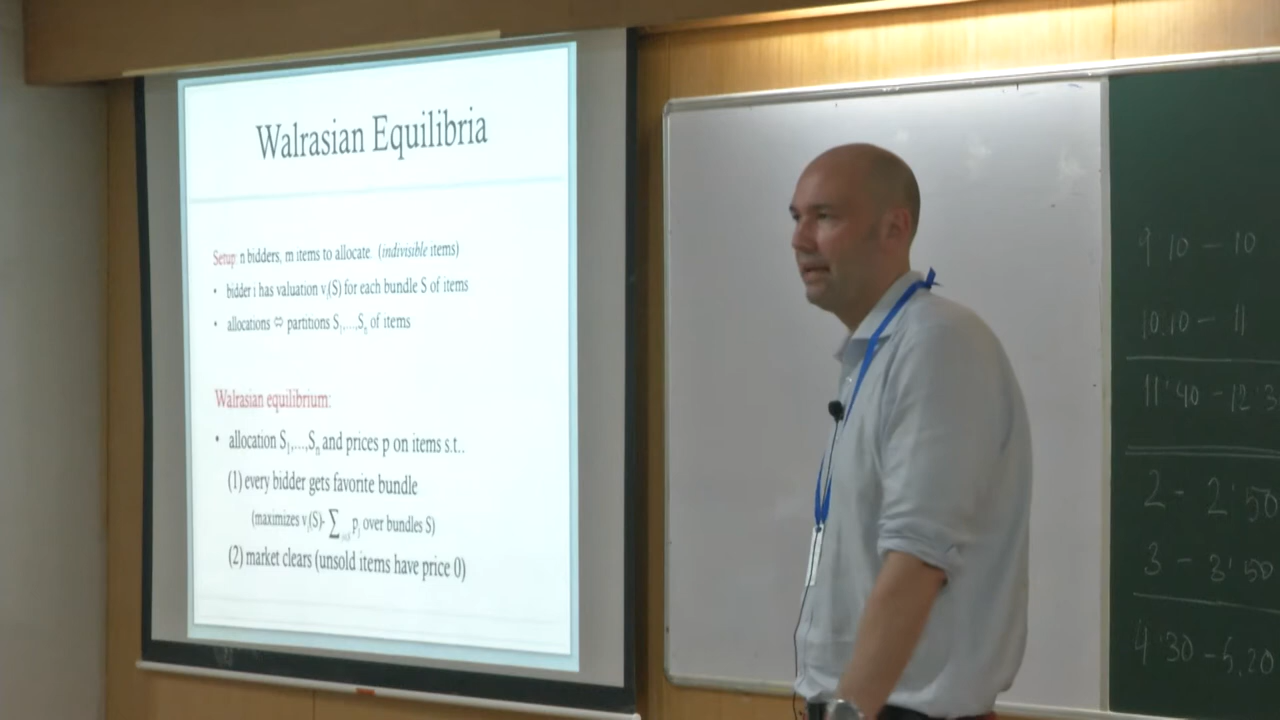 Walrasian Equilibria
Setup n bidders, m items to allocate. (indivisible items)
• bidder i has valuation vᵢ(S) for each bundle S of items
• allocations ⇔ partitions S₁,...,Sₙ of items
Walrasian equilibrium:
• allocation S₁,...,Sₙ and prices p on items s.t..
(1) every bidder gets favorite bundle
(maximizes vᵢ(S)- ∑ pⱼ over bundles S)
(2) market clears (unsold items have price 0)
9 10 – 10
10.10 – 11
11'40 – 12'3
2 – 2'50
3 – 3'50
4'30 – 5.20